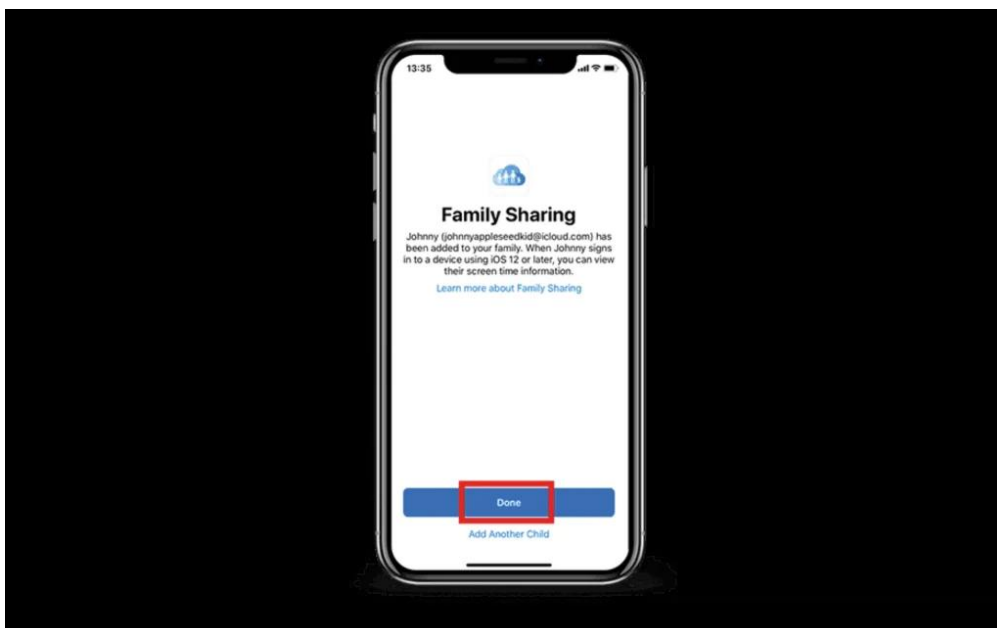 13:35
Family Sharing
Johnny (johnnyappleseedkid@icloud.com) has
been added to your family. When Johnny signs
in to a device using iOS 12 or later, you can view
their screen time information.
Learn more about Family Sharing
Done
Add Another Child